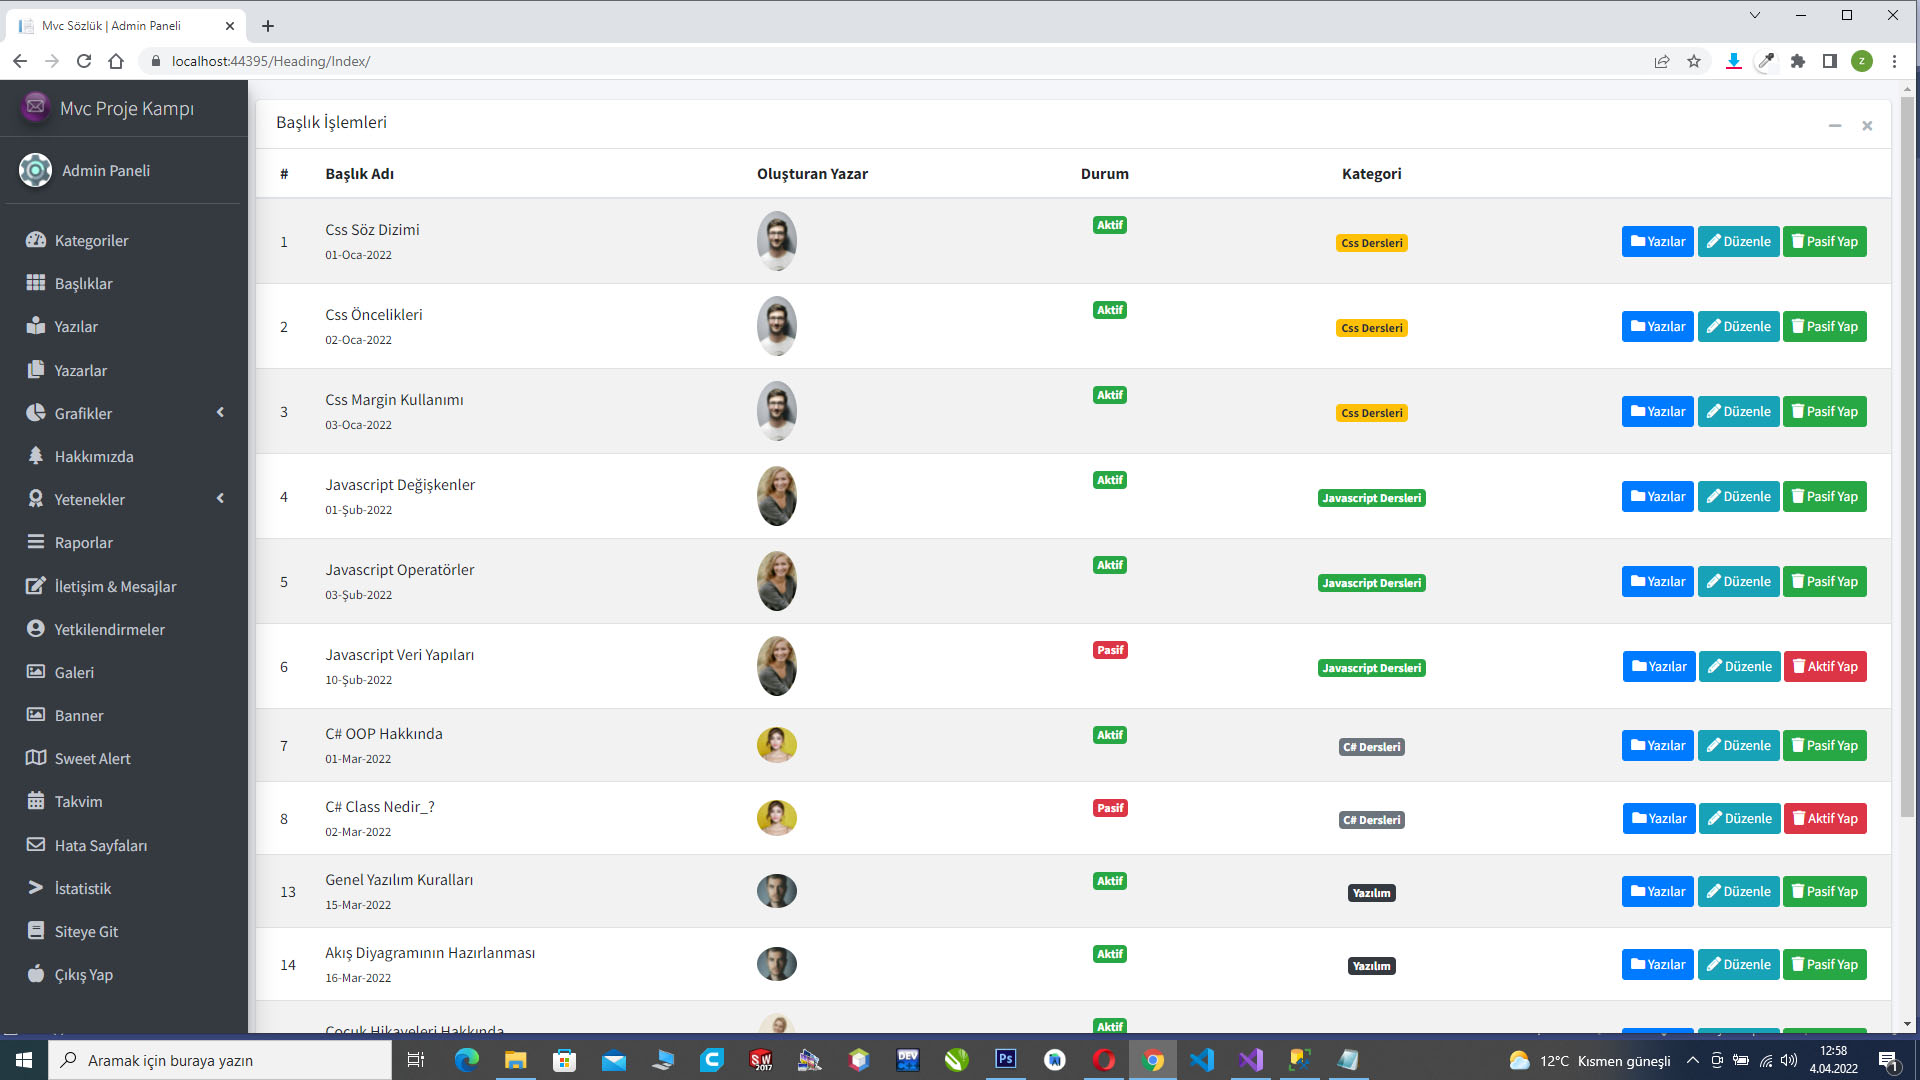 Mvc Sözlük | Admin Paneli
localhost:44395/Heading/Index/
Z
Mvc Proje Kampı
Admin Paneli
Kategoriler
Başlıklar
Yazılar
Yazarlar
Grafikler
Hakkımızda
Yetenekler
Raporlar
İletişim & Mesajlar
Yetkilendirmeler
Galeri
Banner
Sweet Alert
Takvim
Hata Sayfaları
İstatistik
Siteye Git
Çıkış Yap
Başlık İşlemleri
# Başlık Adı Oluşturan Yazar Durum Kategori
1 Css Söz Dizimi Aktif Css Dersleri Yazılar Düzenle Pasif Yap
01-Oca-2022
2 Css Öncelikleri Aktif Css Dersleri Yazılar Düzenle Pasif Yap
02-Oca-2022
3 Css Margin Kullanımı Aktif Css Dersleri Yazılar Düzenle Pasif Yap
03-Oca-2022
4 Javascript Değişkenler Aktif Javascript Dersleri Yazılar Düzenle Pasif Yap
01-Şub-2022
5 Javascript Operatörler Aktif Javascript Dersleri Yazılar Düzenle Pasif Yap
03-Şub-2022
6 Javascript Veri Yapıları Pasif Javascript Dersleri Yazılar Düzenle Aktif Yap
10-Şub-2022
7 C# OOP Hakkında Aktif C# Dersleri Yazılar Düzenle Pasif Yap
01-Mar-2022
8 C# Class Nedir_? Pasif C# Dersleri Yazılar Düzenle Aktif Yap
02-Mar-2022
13 Genel Yazılım Kuralları Aktif Yazılım Yazılar Düzenle Pasif Yap
15-Mar-2022
14 Akış Diyagramının Hazırlanması Aktif Yazılım Yazılar Düzenle Pasif Yap
16-Mar-2022
Çocuk Hikayeleri Hakkında Aktif
Aramak için buraya yazın
SW
2017
DEV
Ps
12°C Kısmen güneşli
12:58
4.04.2022
1